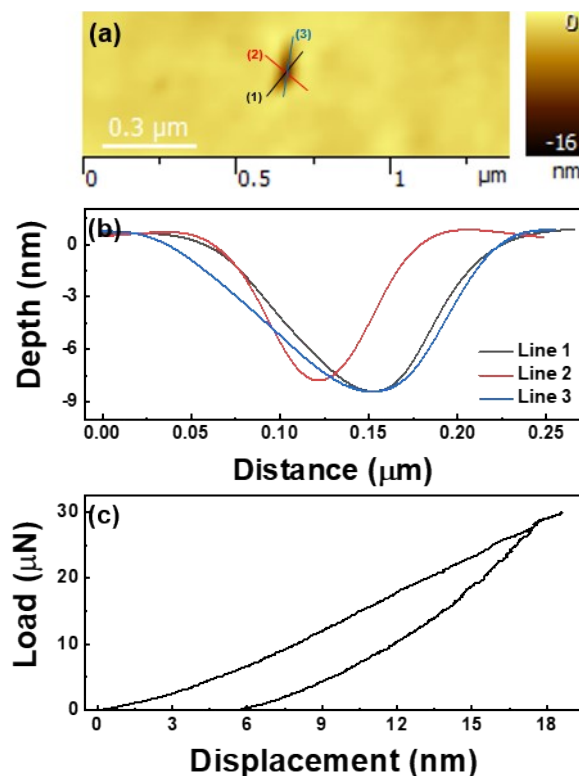 (a)
(3)
(2)
(1)
0.3 μm
0
-16
nm
0 0.5 1 μm
(b)
Depth (nm)
0
-3
-6
-9
Line 1
Line 2
Line 3
0.00 0.05 0.10 0.15 0.20 0.25
Distance (μm)
(c)
Load (μN)
30
20
10
0
0 3 6 9 12 15 18
Displacement (nm)